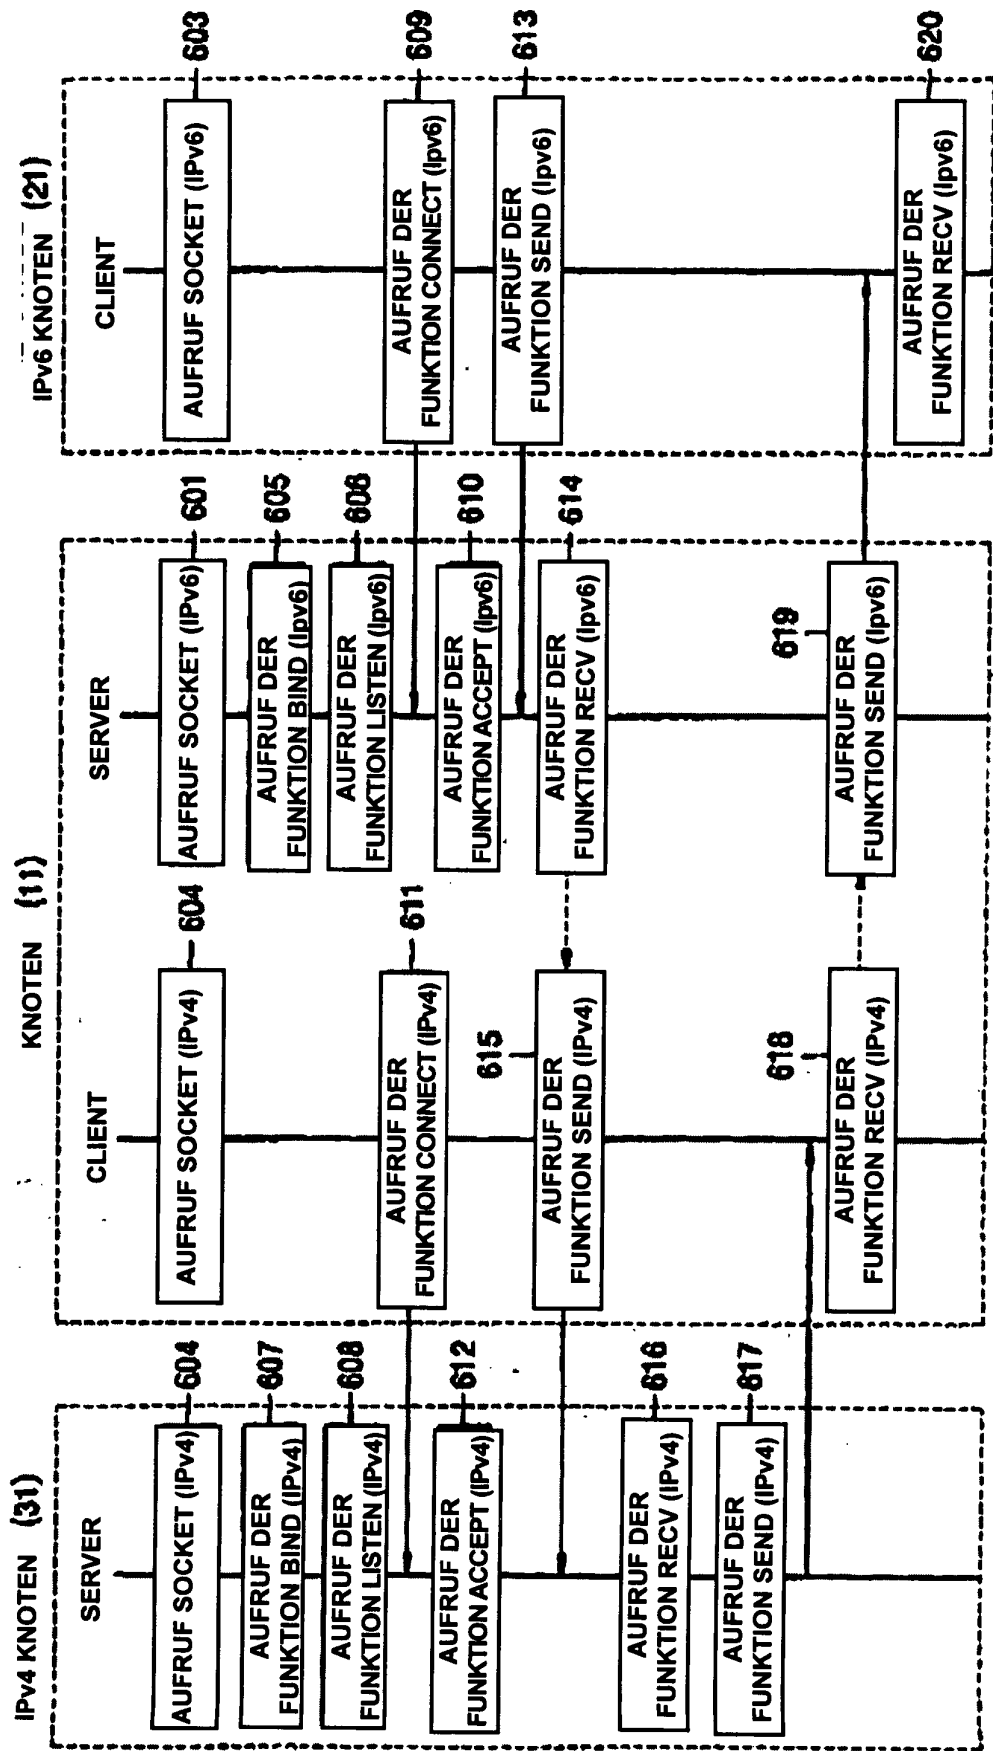 IPv4 KNOTEN (31)
SERVER
AUFRUF SOCKET (IPv4)
604
AUFRUF DER
FUNKTION BIND (IPv4)
607
AUFRUF DER
FUNKTION LISTEN (IPv4)
608
AUFRUF DER
FUNKTION ACCEPT (IPv4)
612
AUFRUF DER
FUNKTION RECV (IPv4)
616
AUFRUF DER
FUNKTION SEND (IPv4)
617
KNOTEN (11)
CLIENT
AUFRUF SOCKET (IPv4)
604
AUFRUF DER
FUNKTION CONNECT (IPv4)
611
615
AUFRUF DER
FUNKTION SEND (IPv4)
618
AUFRUF DER
FUNKTION RECV (IPv4)
SERVER
AUFRUF SOCKET (IPv6)
601
AUFRUF DER
FUNKTION BIND (Ipv6)
605
AUFRUF DER
FUNKTION LISTEN (Ipv6)
606
AUFRUF DER
FUNKTION ACCEPT (Ipv6)
610
AUFRUF DER
FUNKTION RECV (Ipv6)
614
619
AUFRUF DER
FUNKTION SEND (Ipv6)
IPv6 KNOTEN (21)
CLIENT
AUFRUF SOCKET (IPv6)
603
AUFRUF DER
FUNKTION CONNECT (Ipv6)
609
AUFRUF DER
FUNKTION SEND (Ipv6)
613
AUFRUF DER
FUNKTION RECV (Ipv6)
620